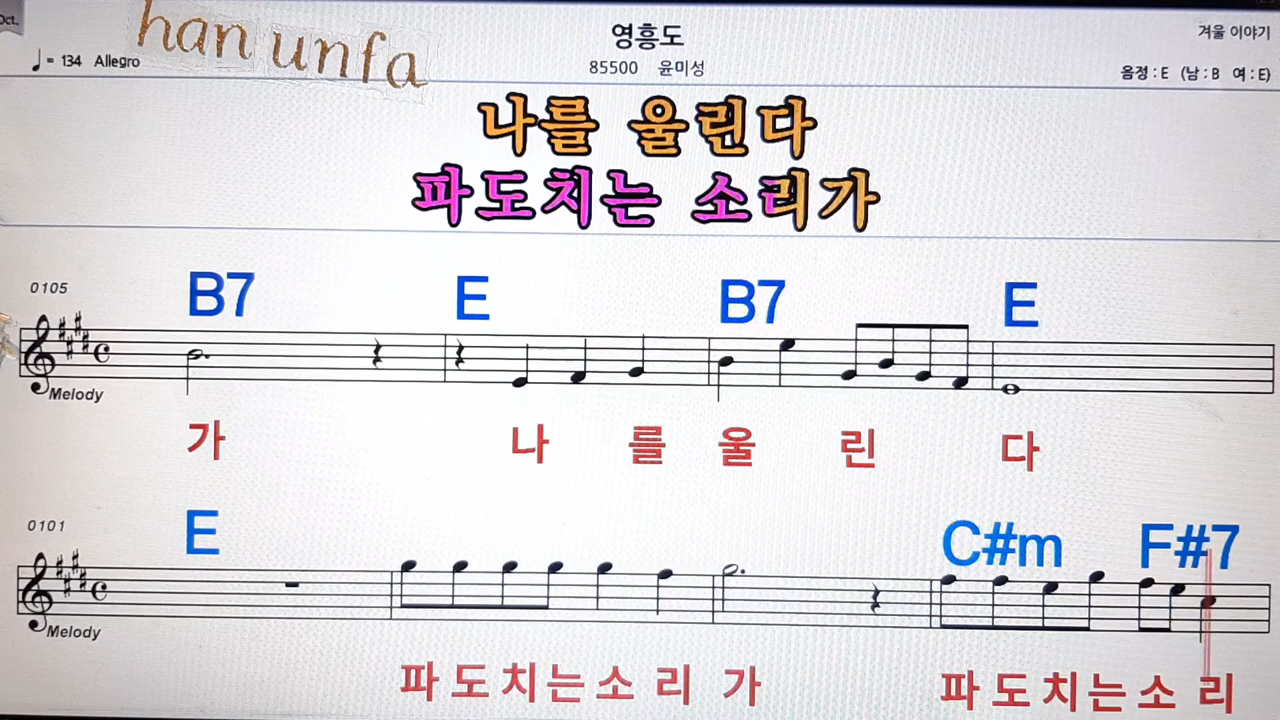 Oct.
han unfa
영흥도
겨울 이야기
= 134 Allegro
85500 윤미성
음정 : E (남 : B 여 : E)
나를 울린다
파도치는 소리가
0105
B7 E B7 E
Melody
가 나 를 울 린 다
0101
E C#m F#7
Melody
파 도 치 는 소 리 가 파 도 치 는 소 리